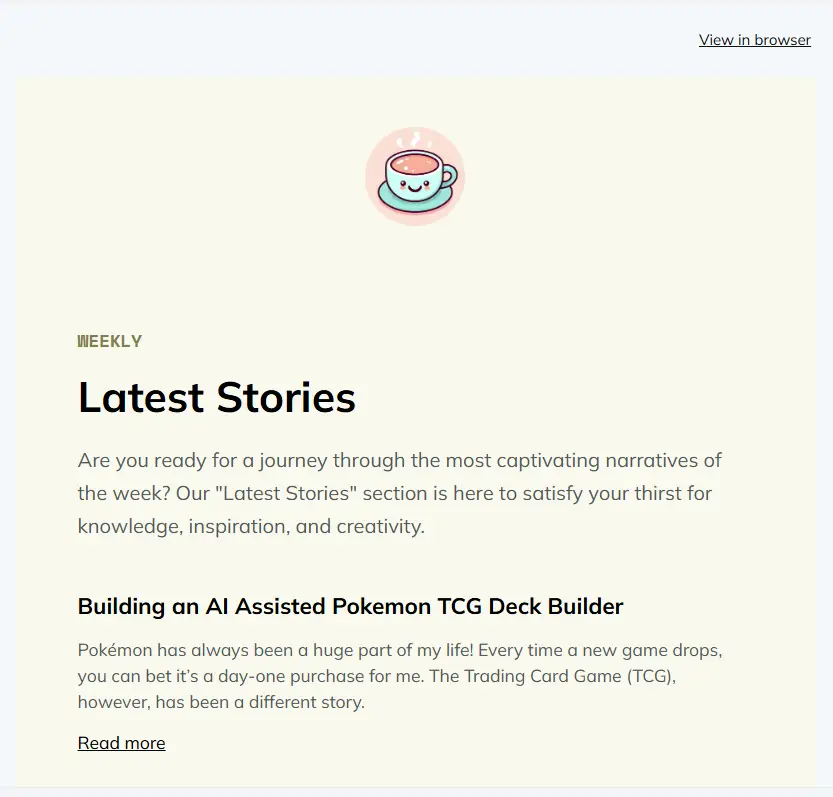 View in browser
WEEKLY
Latest Stories
Are you ready for a journey through the most captivating narratives of
the week? Our "Latest Stories" section is here to satisfy your thirst for
knowledge, inspiration, and creativity.
Building an AI Assisted Pokemon TCG Deck Builder
Pokémon has always been a huge part of my life! Every time a new game drops,
you can bet it’s a day-one purchase for me. The Trading Card Game (TCG),
however, has been a different story.
Read more